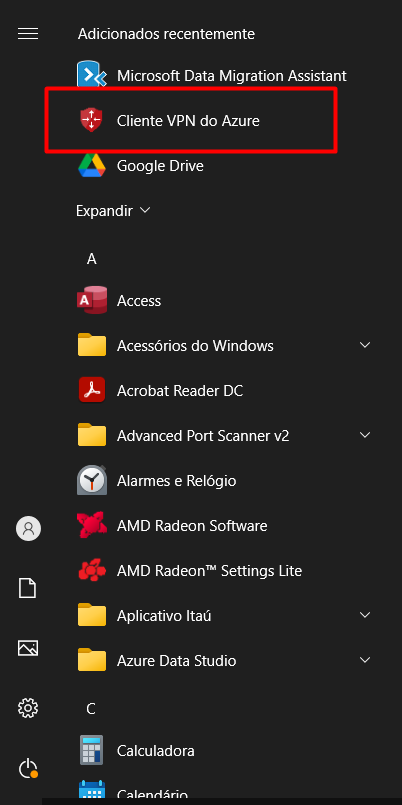 Adicionados recentemente
Microsoft Data Migration Assistant
Cliente VPN do Azure
Google Drive
Expandir
A
Access
Acessórios do Windows
Acrobat Reader DC
Advanced Port Scanner v2
Alarmes e Relógio
AMD Radeon Software
AMD Radeon™ Settings Lite
Aplicativo Itaú
Azure Data Studio
C
Calculadora
Calendário